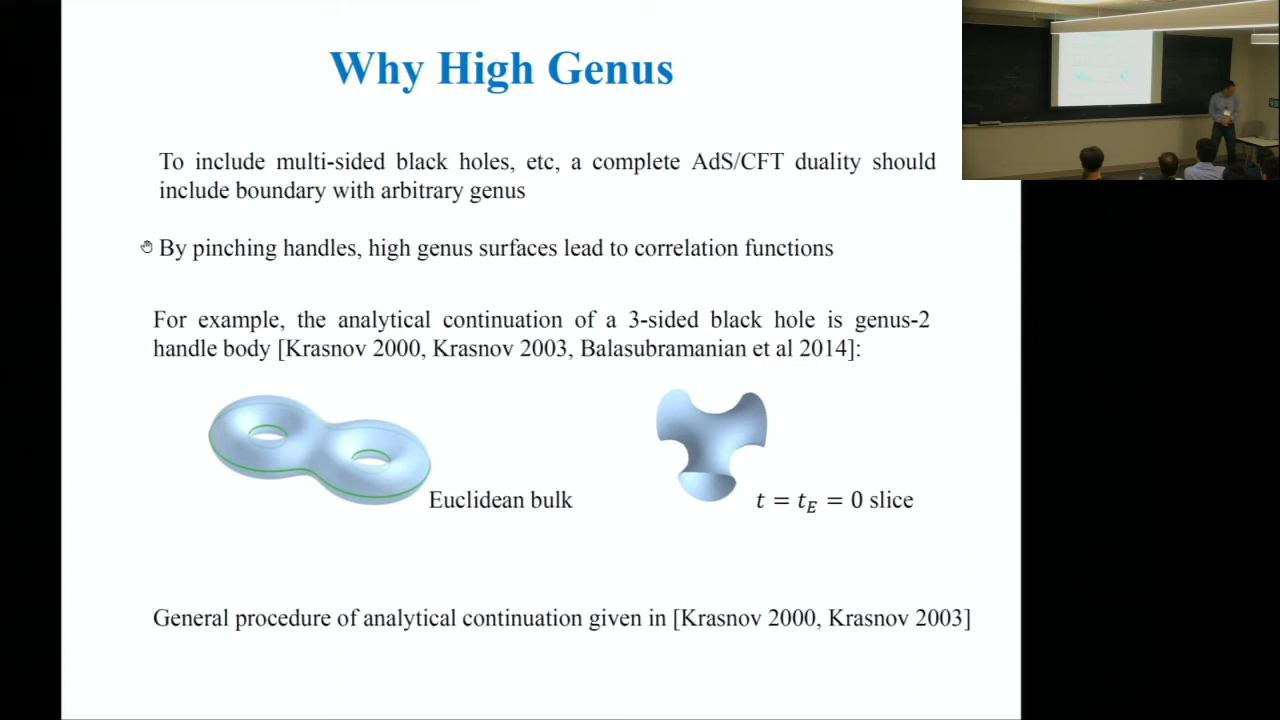 Why High Genus
To include multi-sided black holes, etc, a complete AdS/CFT duality should
include boundary with arbitrary genus
By pinching handles, high genus surfaces lead to correlation functions
For example, the analytical continuation of a 3-sided black hole is genus-2
handle body [Krasnov 2000, Krasnov 2003, Balasubramanian et al 2014]:
Euclidean bulk
t = t_E = 0 slice
General procedure of analytical continuation given in [Krasnov 2000, Krasnov 2003]